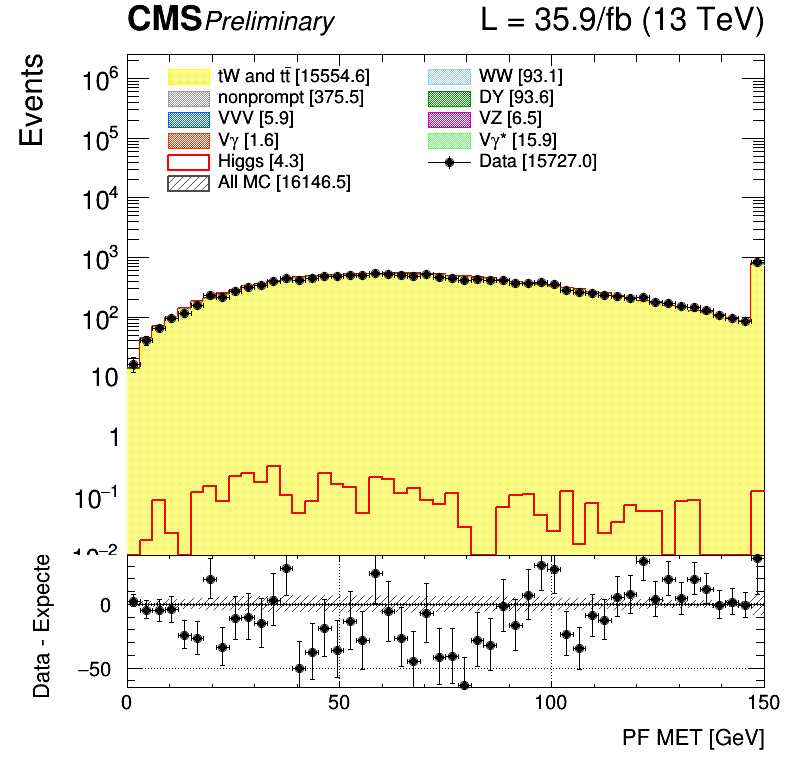 CMS Preliminary L = 35.9/fb (13 TeV)
Events
tW and tt̄ [15554.6] WW [93.1]
nonprompt [375.5] DY [93.6]
VVV [5.9] VZ [6.5]
Vγ [1.6] Vγ* [15.9]
Higgs [4.3] Data [15727.0]
All MC [16146.5]
10⁶
10⁵
10⁴
10³
10²
10
1
10⁻¹
10⁻²
Data - Expecte
0
−50
0 50 100 150
PF MET [GeV]